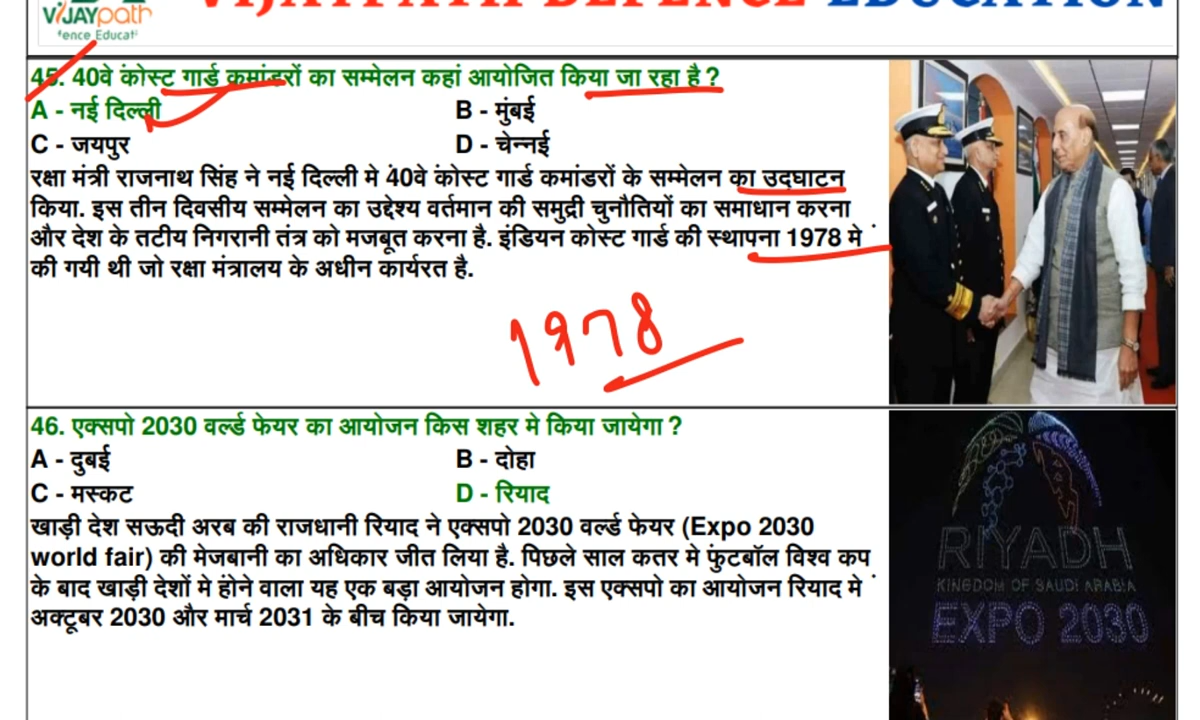 VIJAYPATH DEFENCE EDUCATION
VIJAYpath
fence Educati
45. 40वे कोस्ट गार्ड कमांडरों का सम्मेलन कहां आयोजित किया जा रहा है ?
A - नई दिल्ली B - मुंबई
C - जयपुर D - चेन्नई
रक्षा मंत्री राजनाथ सिंह ने नई दिल्ली मे 40वे कोस्ट गार्ड कमांडरों के सम्मेलन का उदघाटन
किया. इस तीन दिवसीय सम्मेलन का उद्देश्य वर्तमान की समुद्री चुनौतियों का समाधान करना
और देश के तटीय निगरानी तंत्र को मजबूत करना है. इंडियन कोस्ट गार्ड की स्थापना 1978 मे
की गयी थी जो रक्षा मंत्रालय के अधीन कार्यरत है.
1978
46. एक्सपो 2030 वर्ल्ड फेयर का आयोजन किस शहर मे किया जायेगा ?
A - दुबई B - दोहा
C - मस्कट D - रियाद
खाड़ी देश सऊदी अरब की राजधानी रियाद ने एक्सपो 2030 वर्ल्ड फेयर (Expo 2030
world fair) की मेजबानी का अधिकार जीत लिया है. पिछले साल कतर मे फुंटबॉल विश्व कप
के बाद खाड़ी देशों मे होंने वाला यह एक बड़ा आयोजन होगा. इस एक्सपो का आयोजन रियाद मे
अक्टूबर 2030 और मार्च 2031 के बीच किया जायेगा.
RIYADH
KINGDOM OF SAUDI ARABIA
EXPO 2030